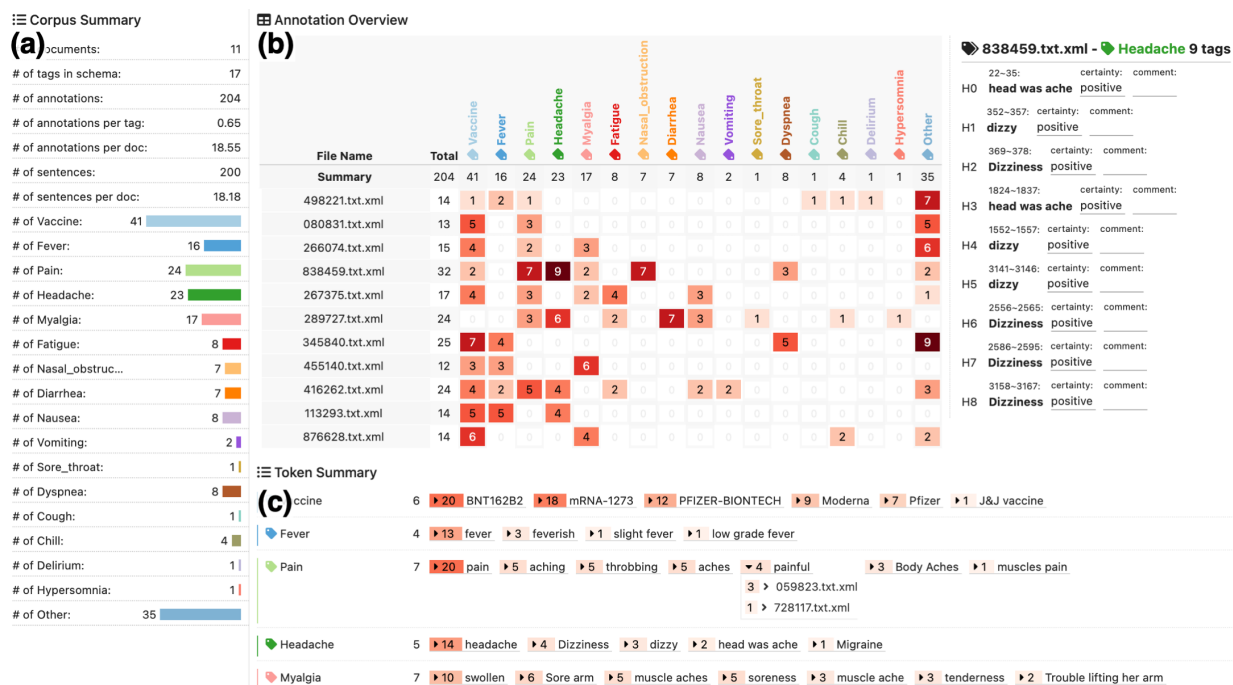 Corpus Summary
(a)
ocuments: 11
# of tags in schema: 17
# of annotations: 204
# of annotations per tag: 0.65
# of annotations per doc: 18.55
# of sentences: 200
# of sentences per doc: 18.18
# of Vaccine: 41
# of Fever: 16
# of Pain: 24
# of Headache: 23
# of Myalgia: 17
# of Fatigue: 8
# of Nasal_obstruc... 7
# of Diarrhea: 7
# of Nausea: 8
# of Vomiting: 2
# of Sore_throat: 1
# of Dyspnea: 8
# of Cough: 1
# of Chill: 4
# of Delirium: 1
# of Hypersomnia: 1
# of Other: 35
Annotation Overview
(b)
File Name Total Vaccine Fever Pain Headache Myalgia Fatigue Nasal_obstruction Diarrhea Nausea Vomiting Sore_throat Dyspnea Cough Chill Delirium Hypersomnia Other
Summary 204 41 16 24 23 17 8 7 7 8 2 1 8 1 4 1 1 35
498221.txt.xml 14 1 2 1 0 0 0 0 0 0 0 0 0 1 1 1 0 7
080831.txt.xml 13 5 0 3 0 0 0 0 0 0 0 0 0 0 0 0 0 5
266074.txt.xml 15 4 0 2 0 3 0 0 0 0 0 0 0 0 0 0 0 6
838459.txt.xml 32 2 0 7 9 2 0 7 0 0 0 0 3 0 0 0 0 2
267375.txt.xml 17 4 0 3 0 2 4 0 0 3 0 0 0 0 0 0 0 1
289727.txt.xml 24 0 0 3 6 0 2 0 7 3 0 1 0 0 1 0 1 0
345840.txt.xml 25 7 4 0 0 0 0 0 0 0 0 0 5 0 0 0 0 9
455140.txt.xml 12 3 3 0 0 6 0 0 0 0 0 0 0 0 0 0 0 0
416262.txt.xml 24 4 2 5 4 0 2 0 0 2 2 0 0 0 0 0 0 3
113293.txt.xml 14 5 5 0 4 0 0 0 0 0 0 0 0 0 0 0 0 0
876628.txt.xml 14 6 0 0 0 4 0 0 0 0 0 0 0 0 2 0 0 2
838459.txt.xml - Headache 9 tags
22~35: certainty: comment:
H0 head was ache positive
352~357: certainty: comment:
H1 dizzy positive
369~378: certainty: comment:
H2 Dizziness positive
1824~1837: certainty: comment:
H3 head was ache positive
1552~1557: certainty: comment:
H4 dizzy positive
3141~3146: certainty: comment:
H5 dizzy positive
2556~2565: certainty: comment:
H6 Dizziness positive
2586~2595: certainty: comment:
H7 Dizziness positive
3158~3167: certainty: comment:
H8 Dizziness positive
Token Summary
(c)
ccine 6 20 BNT162B2 18 mRNA-1273 12 PFIZER-BIONTECH 9 Moderna 7 Pfizer 1 J&J vaccine
Fever 4 13 fever 3 feverish 1 slight fever 1 low grade fever
Pain 7 20 pain 5 aching 5 throbbing 5 aches 4 painful 3 Body Aches 1 muscles pain
3 > 059823.txt.xml
1 > 728117.txt.xml
Headache 5 14 headache 4 Dizziness 3 dizzy 2 head was ache 1 Migraine
Myalgia 7 10 swollen 6 Sore arm 5 muscle aches 5 soreness 3 muscle ache 3 tenderness 2 Trouble lifting her arm